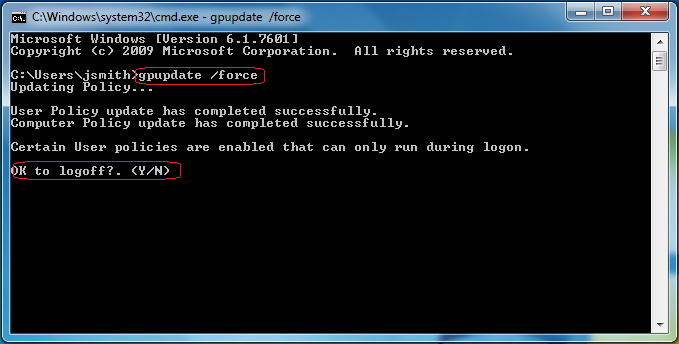 C:\Windows\system32\cmd.exe - gpupdate /force
Microsoft Windows [Version 6.1.7601]
Copyright (c) 2009 Microsoft Corporation.  All rights reserved.
C:\Users\jsmith>gpupdate /force
Updating Policy...
User Policy update has completed successfully.
Computer Policy update has completed successfully.
Certain User policies are enabled that can only run during logon.
OK to logoff?. (Y/N)